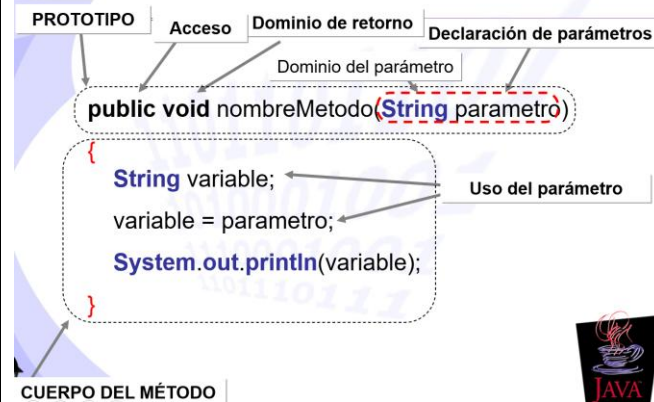 PROTOTIPO
Acceso
Dominio de retorno
Declaración de parámetros
Dominio del parámetro
public void nombreMetodo(String parametro)
{
String variable;
variable = parametro;
Uso del parámetro
System.out.println(variable);
}
CUERPO DEL MÉTODO
JAVA